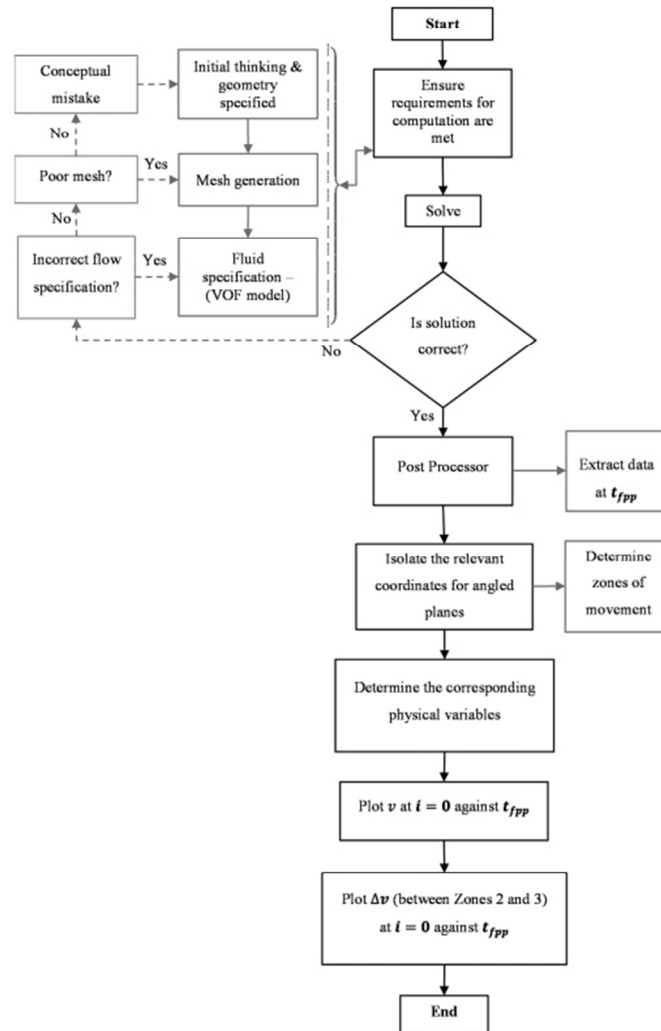 Start
Conceptual
mistake
Initial thinking &
geometry
specified
Ensure
requirements for
computation are
met
No
Poor mesh?
Yes
Mesh generation
Solve
No
Incorrect flow
specification?
Yes
Fluid
specification –
(VOF model)
Is solution
correct?
No
Yes
Post Processor
Extract data
at t_fpp
Isolate the relevant
coordinates for angled
planes
Determine
zones of
movement
Determine the corresponding
physical variables
Plot v at i = 0 against t_fpp
Plot Δv (between Zones 2 and 3)
at i = 0 against t_fpp
End